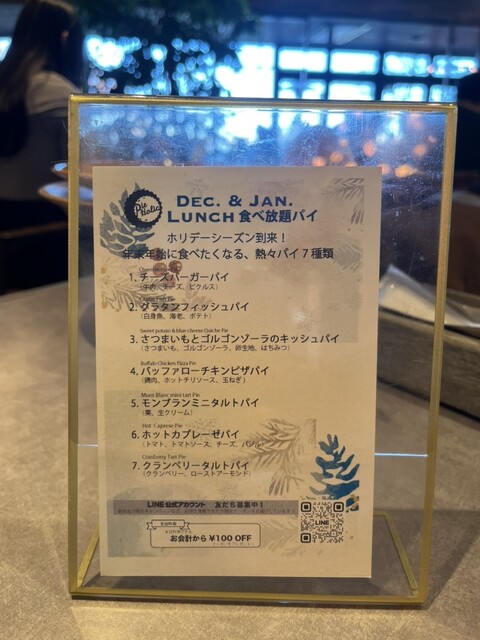 Pie Holic
DEC. & JAN.
LUNCH 食べ放題パイ
ホリデーシーズン到来！
年末年始に食べたくなる、熱々パイ７種類
1. チーズバーガーパイ
（牛肉、チーズ、ピクルス）
2. グラタンフィッシュパイ
（白身魚、海老、ポテト）
Sweet potato & blue cheese Quiche Pie
3. さつまいもとゴルゴンゾーラのキッシュパイ
（さつまいも、ゴルゴンゾーラ、卵生地、はちみつ）
Buffalo Chicken Pizza Pie
4. バッファローチキンピザパイ
（鶏肉、ホットチリソース、玉ねぎ）
Mont Blanc mini tart Pie
5. モンブランミニタルトパイ
（栗、生クリーム）
Hot Caprese Pie
6. ホットカプレーゼパイ
（トマト、トマトソース、チーズ、バジル）
Cranberry Tart Pie
7. クランベリータルトパイ
（クランベリー、ローストアーモンド）
LINE公式アカウント 友だち募集中！
お会計から ¥100 OFF
LINE